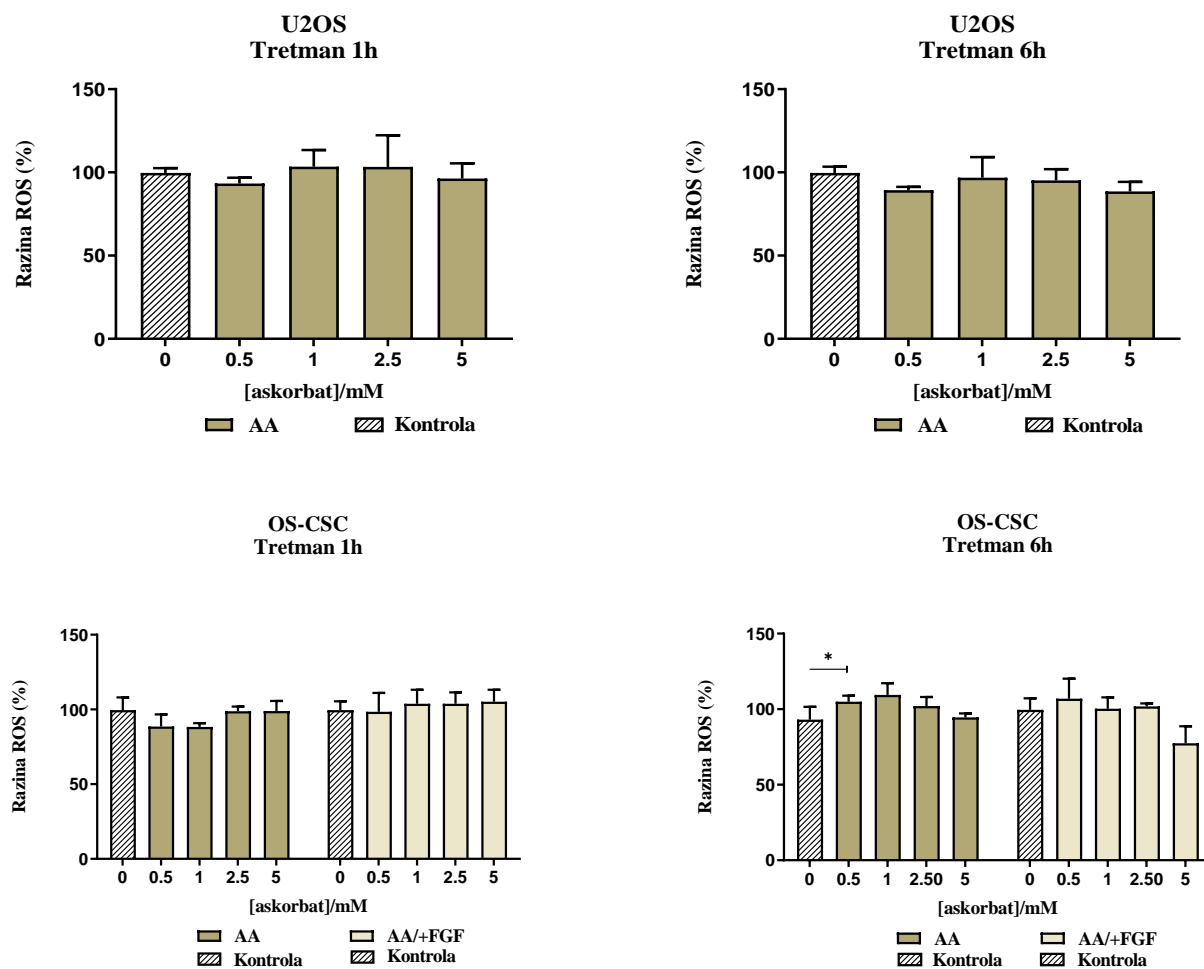 U2OS
Tretman 1h
150
100
50
0
Razina ROS (%)
0 0.5 1 2.5 5
[askorbat]/mM
AA Kontrola
U2OS
Tretman 6h
150
100
50
0
Razina ROS (%)
0 0.5 1 2.5 5
[askorbat]/mM
AA Kontrola
OS-CSC
Tretman 1h
150
100
50
0
Razina ROS (%)
0 0.5 1 2.5 5 0 0.5 1 2.5 5
[askorbat]/mM
AA AA/+FGF
Kontrola Kontrola
OS-CSC
Tretman 6h
150
100
50
0
Razina ROS (%)
*
0 0.5 1 2.50 5 0 0.5 1 2.50 5
[askorbat]/mM
AA AA/+FGF
Kontrola Kontrola